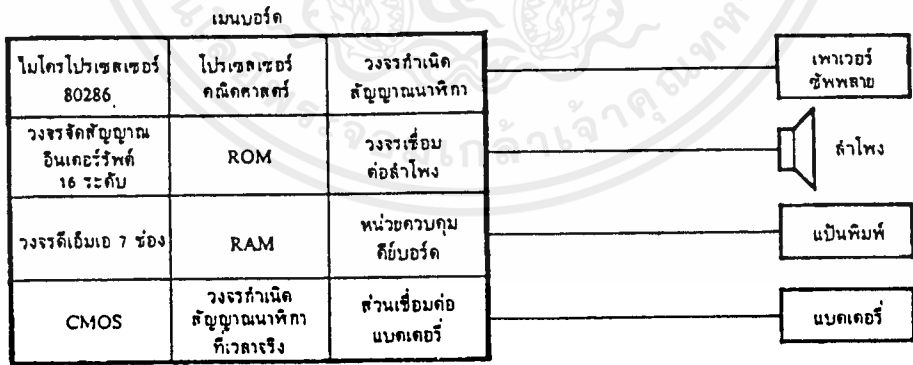 เมนบอร์ด
ไมโครโปรเซสเซอร์
80286
โปรเซสเซอร์
คณิตศาสตร์
วงจรกำเนิด
สัญญาณนาฬิกา
เพาเวอร์
ซัพพลาย
วงจรจัดสัญญาณ
อินเตอร์รัพต์
16 ระดับ
ROM
วงจรเชื่อม
ต่อลำโพง
ลำโพง
วงจรดีเอ็มเอ 7 ช่อง
RAM
หน่วยควบคุม
คีย์บอร์ด
แป้นพิมพ์
CMOS
วงจรกำเนิด
สัญญาณนาฬิกา
ที่เวลาจริง
ส่วนเชื่อมต่อ
แบตเตอรี่
แบตเตอรี่